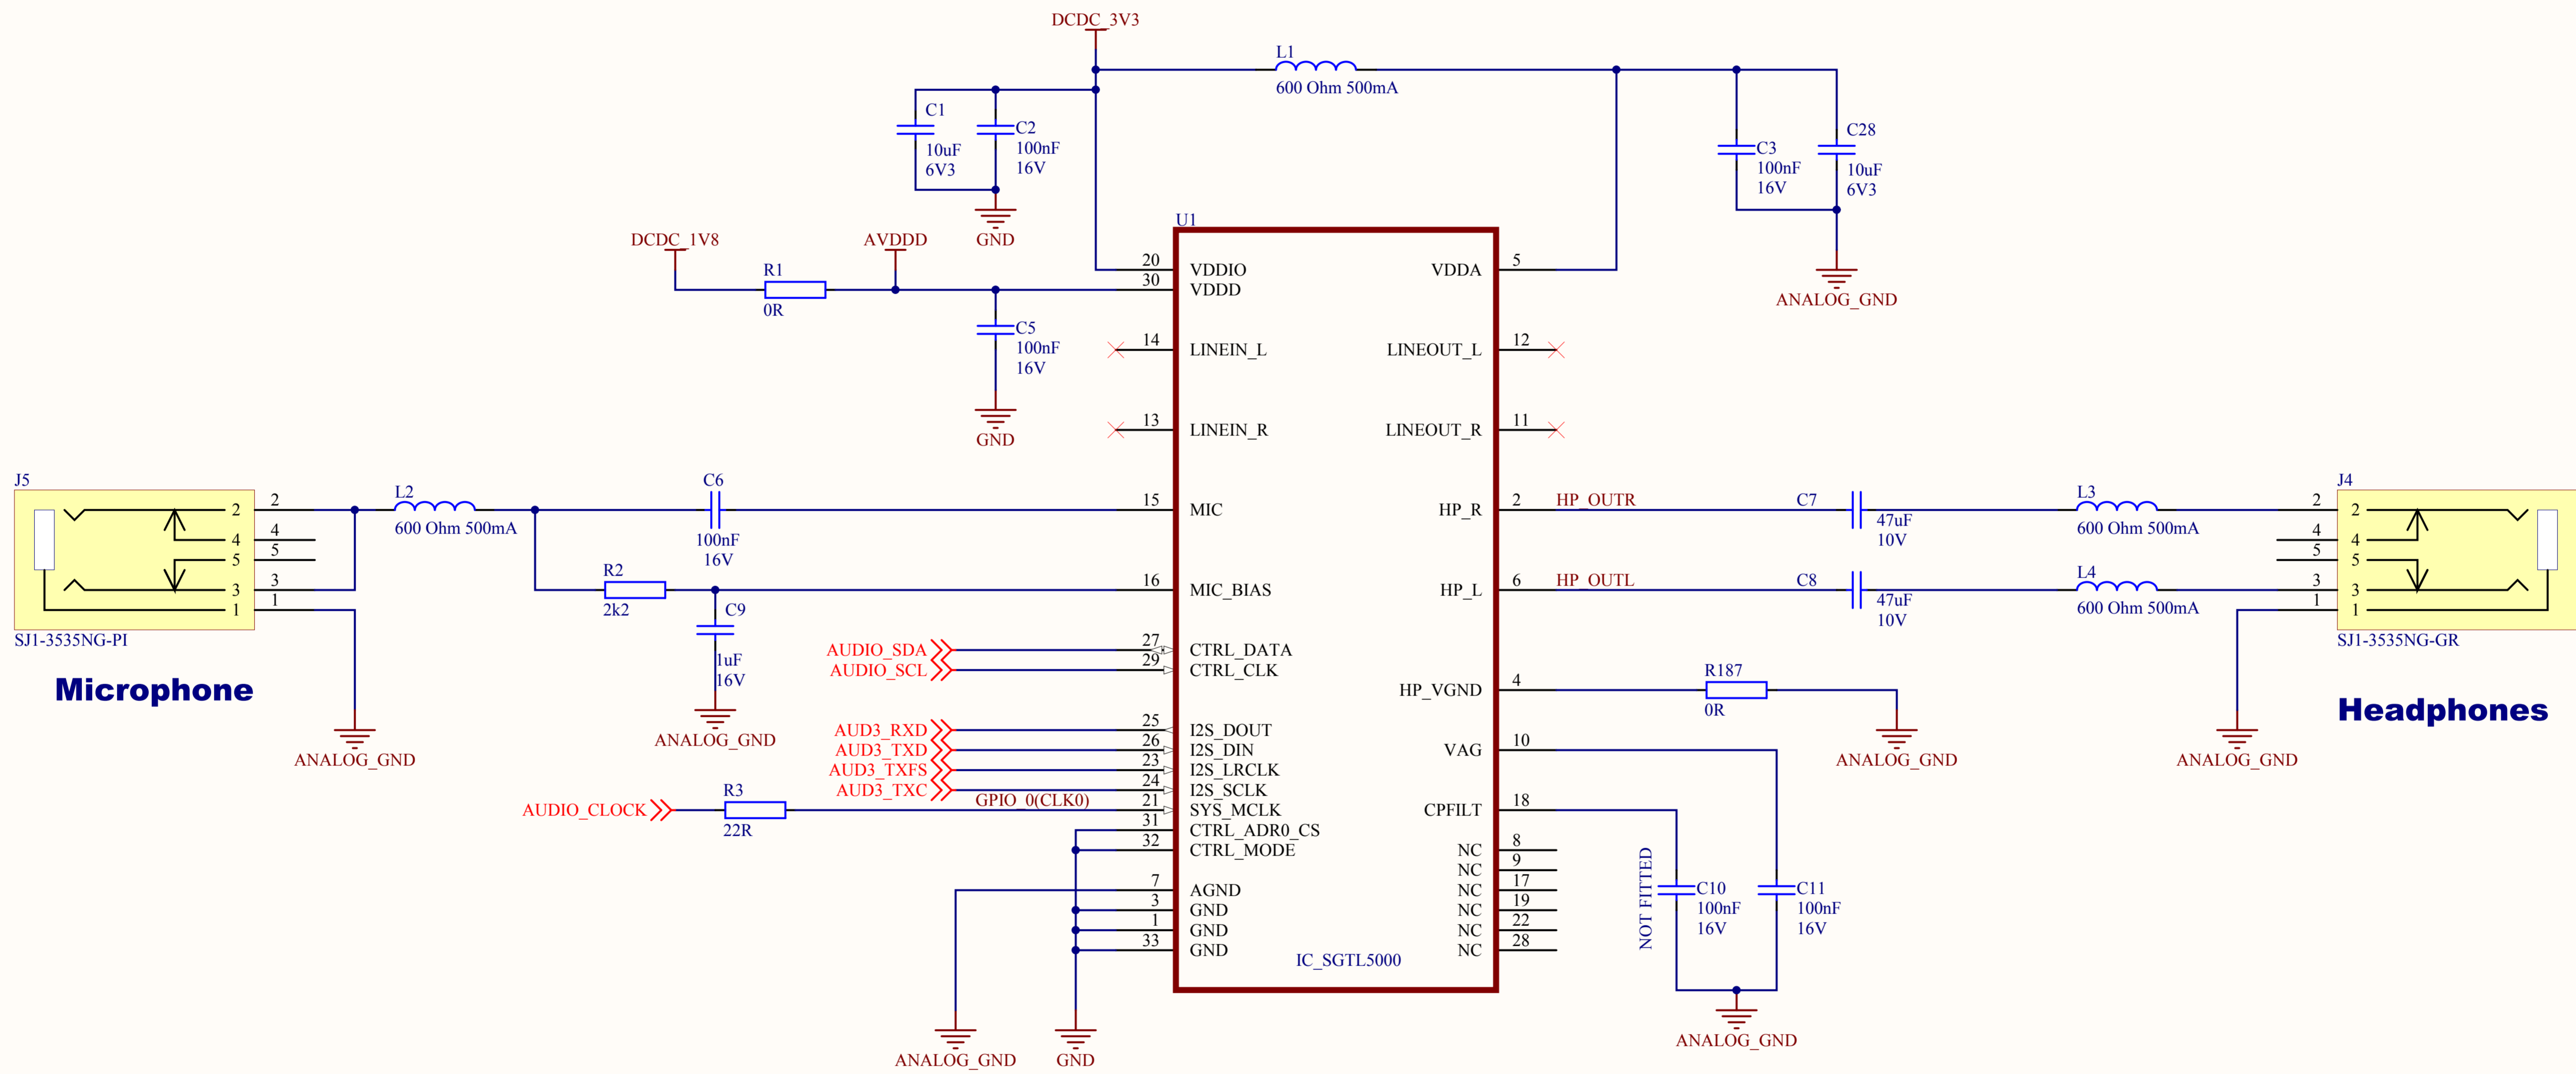 DCDC_3V3
L1
600 Ohm 500mA
C1
10uF
6V3
C2
100nF
16V
GND
C3
100nF
16V
C28
10uF
6V3
ANALOG_GND
DCDC_1V8
AVDDD
R1
0R
C5
100nF
16V
GND
U1
20 VDDIO
30 VDDD
14 LINEIN_L
13 LINEIN_R
15 MIC
16 MIC_BIAS
27 CTRL_DATA
29 CTRL_CLK
25 I2S_DOUT
26 I2S_DIN
23 I2S_LRCLK
24 I2S_SCLK
21 SYS_MCLK
31 CTRL_ADR0_CS
32 CTRL_MODE
7 AGND
3 GND
1 GND
33 GND
VDDA 5
LINEOUT_L 12
LINEOUT_R 11
HP_R 2
HP_L 6
HP_VGND 4
VAG 10
CPFILT 18
NC 8
NC 9
NC 17
NC 19
NC 22
NC 28
IC_SGTL5000
J5
2 2
4 4
5 5
3 3
1 1
SJ1-3535NG-PI
Microphone
ANALOG_GND
L2
600 Ohm 500mA
C6
100nF
16V
R2
2k2
C9
1uF
16V
ANALOG_GND
AUDIO_SDA
AUDIO_SCL
AUD3_RXD
AUD3_TXD
AUD3_TXFS
AUD3_TXC
AUDIO_CLOCK
R3
22R
GPIO_0(CLK0)
ANALOG_GND
GND
HP_OUTR
C7
47uF
10V
L3
600 Ohm 500mA
HP_OUTL
C8
47uF
10V
L4
600 Ohm 500mA
J4
2 2
4 4
5 5
3 3
1 1
SJ1-3535NG-GR
Headphones
ANALOG_GND
R187
0R
ANALOG_GND
NOT FITTED
C10
100nF
16V
C11
100nF
16V
ANALOG_GND